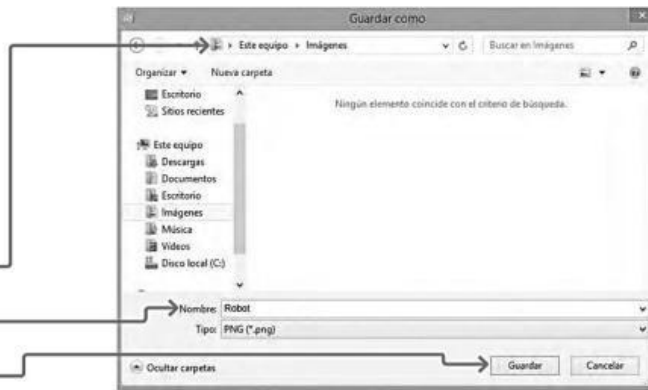 Guardar como
Este equipo Imágenes
Buscar en Imágenes
Organizar Nueva carpeta
Escritorio
Sitios recientes
Ningún elemento coincide con el criterio de búsqueda.
Este equipo
Descargas
Documentos
Escritorio
Imágenes
Música
Vídeos
Disco local (C:)
Nombre: Robot
Tipo: PNG (*.png)
Ocultar carpetas
Guardar Cancelar